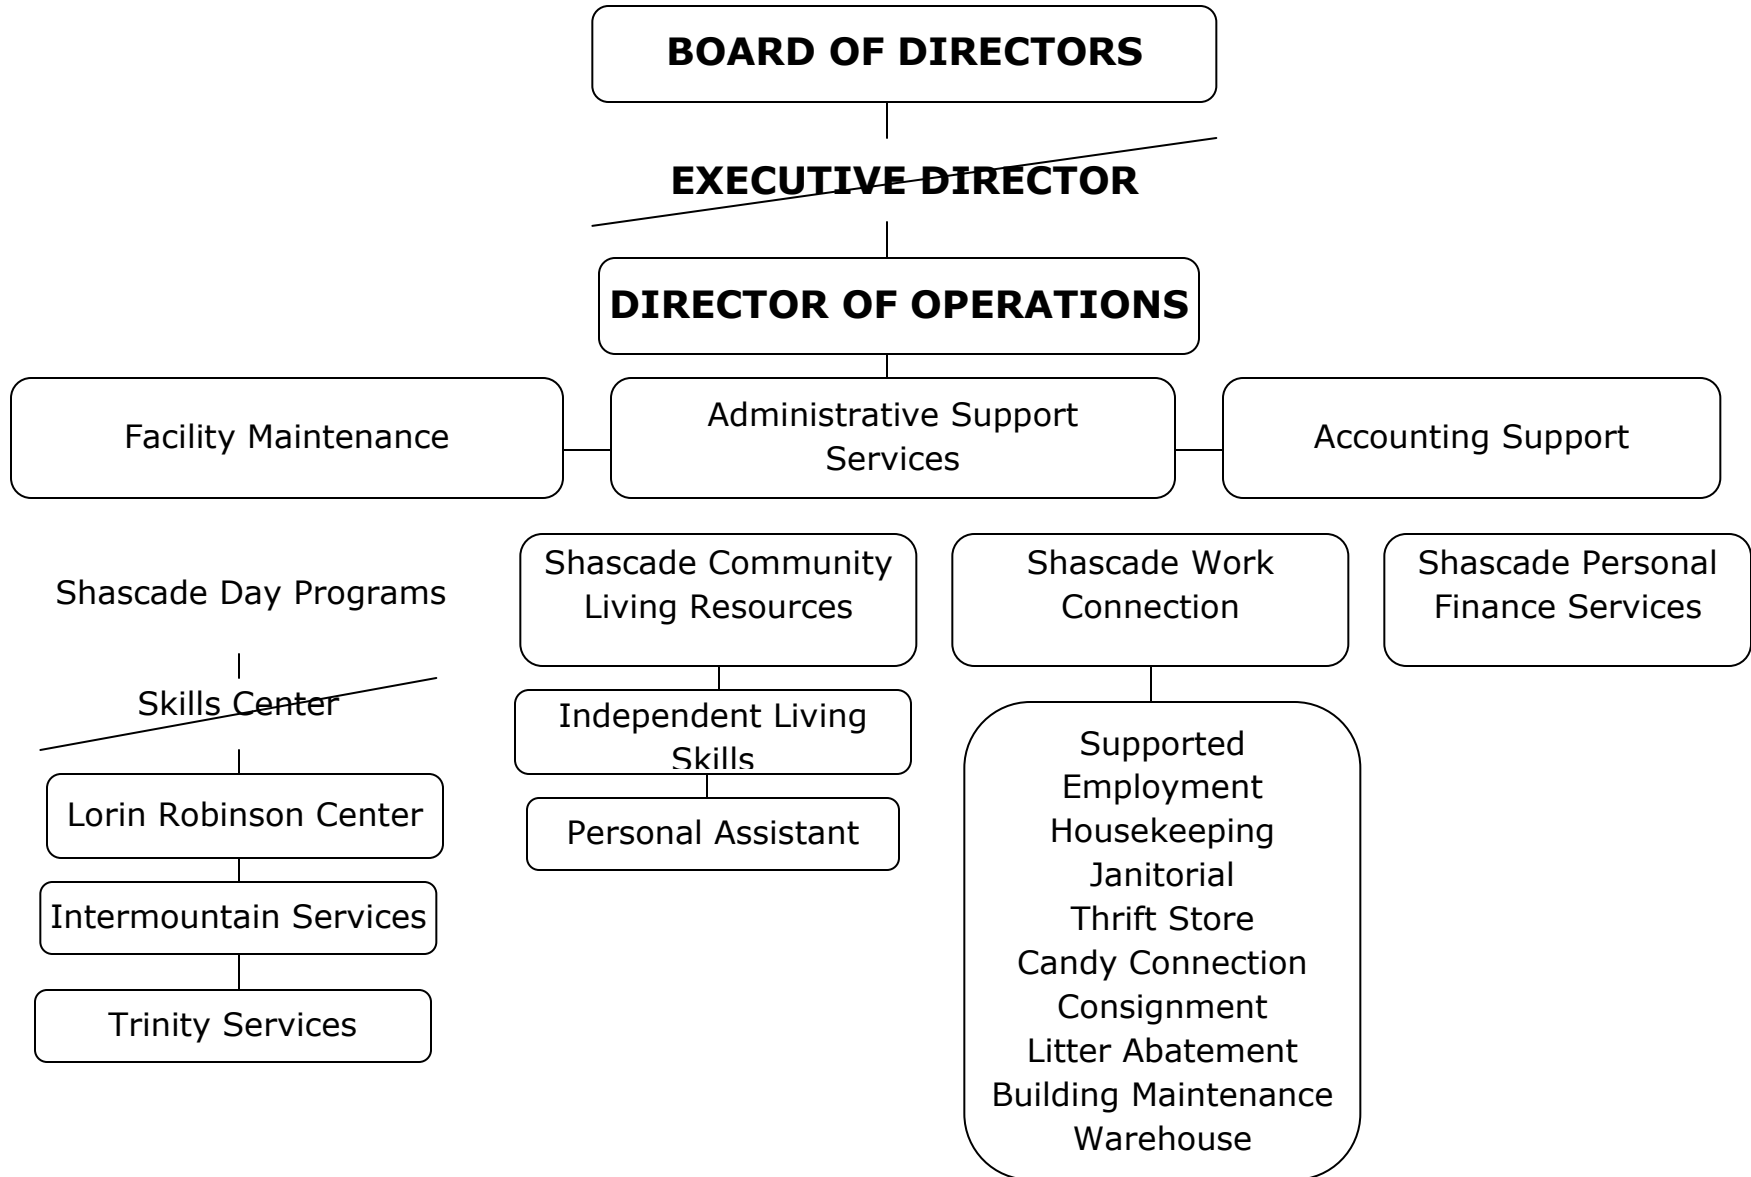 BOARD OF DIRECTORS
EXECUTIVE DIRECTOR
DIRECTOR OF OPERATIONS
Facility Maintenance
Administrative Support
Services
Accounting Support
Shascade Day Programs
Shascade Community
Living Resources
Shascade Work
Connection
Shascade Personal
Finance Services
Skills Center
Lorin Robinson Center
Intermountain Services
Trinity Services
Independent Living
Skills
Personal Assistant
Supported
Employment
Housekeeping
Janitorial
Thrift Store
Candy Connection
Consignment
Litter Abatement
Building Maintenance
Warehouse